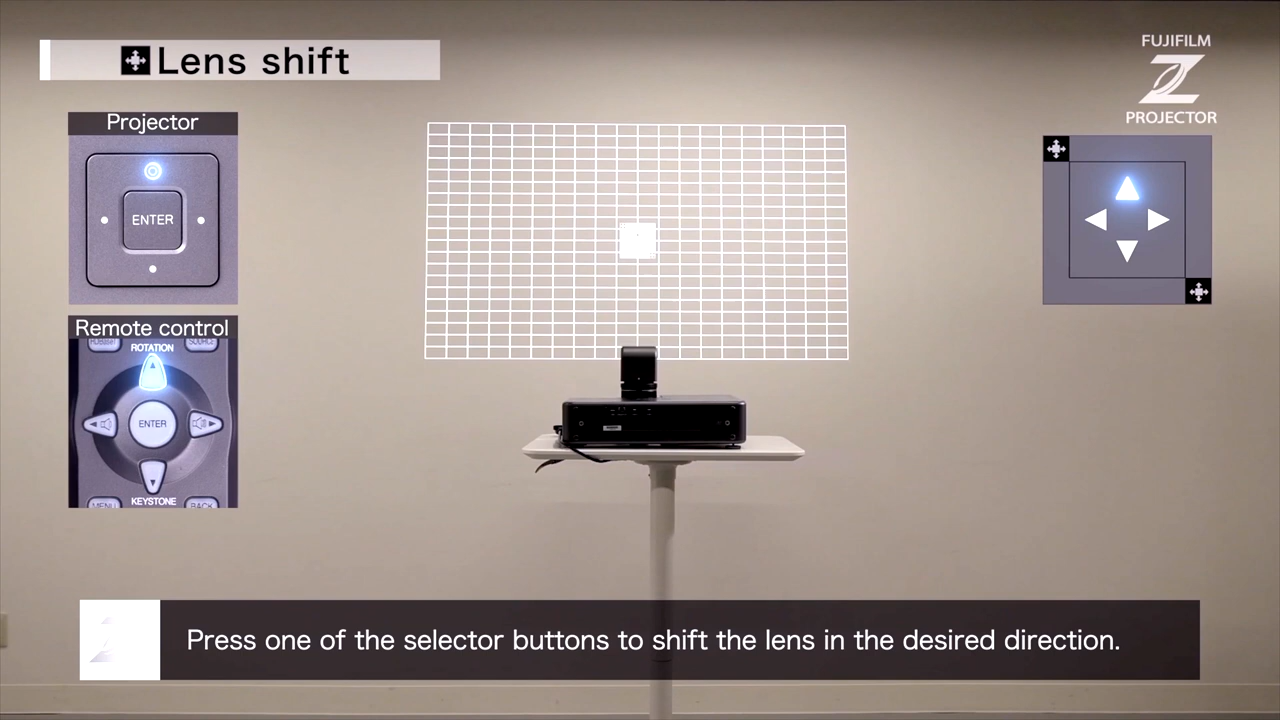 Lens shift
FUJIFILM
Z
PROJECTOR
Projector
ENTER
Remote control
SOURCE
ROTATION
ENTER
MENU
KEYSTONE
BACK
Press one of the selector buttons to shift the lens in the desired direction.